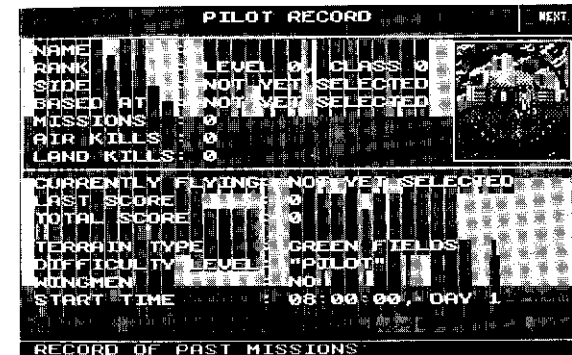 PILOT RECORD
NEXT
NAME :
RANK : LEVEL 0, CLASS 0
SIDE : NOT YET SELECTED
BASED AT : NOT YET SELECTED
MISSIONS : 0
AIR KILLS : 0
LAND KILLS: 0
CURRENTLY FLYING: NOT YET SELECTED
LAST SCORE : 0
TOTAL SCORE : 0
TERRAIN TYPE : GREEN FIELDS
DIFFICULTY LEVEL: "PILOT"
WINGMEN : NO
START TIME : 08:00:00, DAY 1
RECORD OF PAST MISSIONS